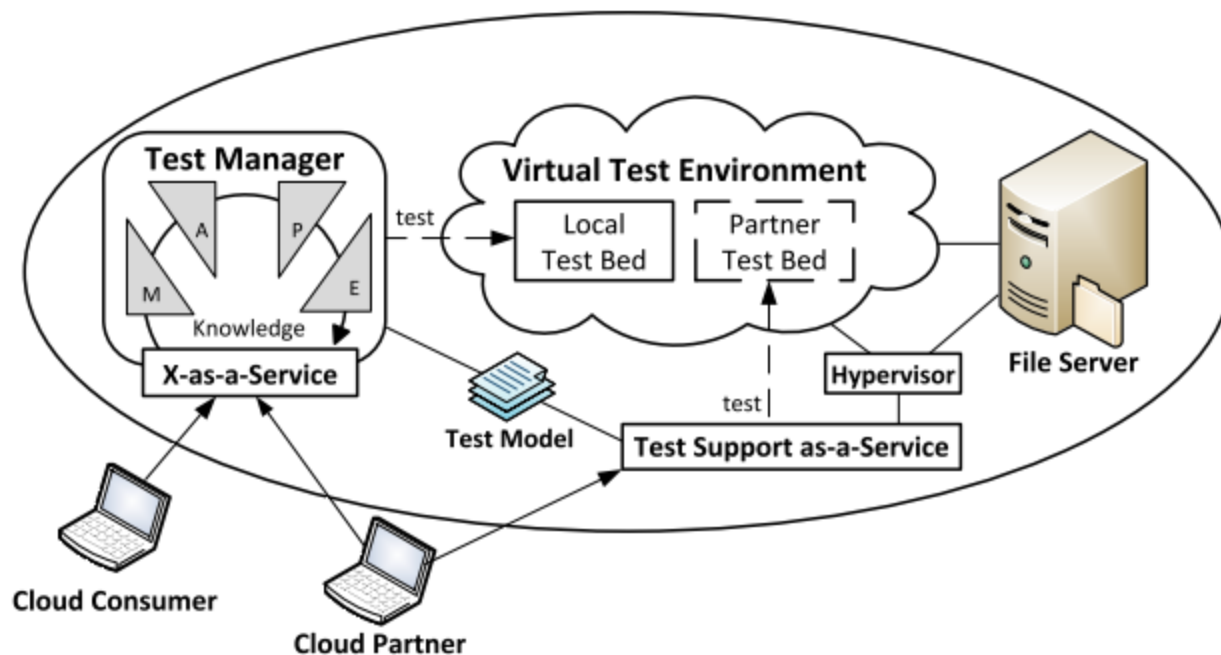 Test Manager
A
P
M
E
Knowledge
X-as-a-Service
test
Virtual Test Environment
Local
Test Bed
Partner
Test Bed
File Server
Hypervisor
test
Test Model
Test Support as-a-Service
Cloud Consumer
Cloud Partner